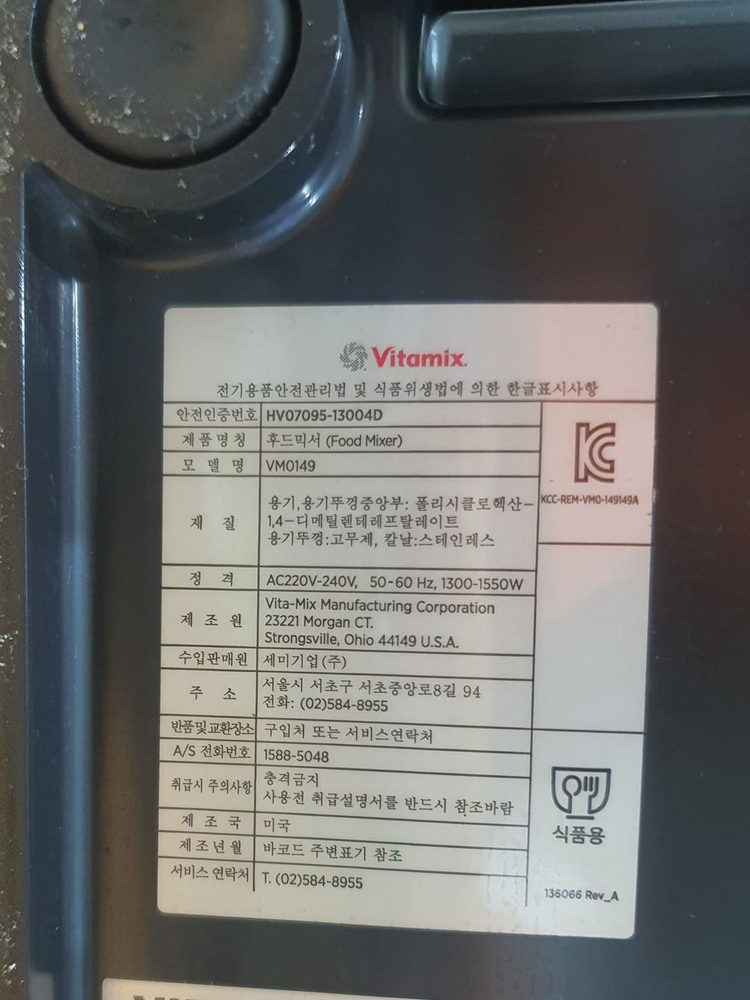 Vitamix.
전기용품안전관리법 및 식품위생법에 의한 한글표시사항
안전인증번호 HV07095-13004D
제품명칭 후드믹서 (Food Mixer)
모델명 VM0149
KCC-REM-VM0-149149A
재질 용기,용기뚜껑중앙부: 폴리시클로헥산-
1,4-디메틸렌테레프탈레이트
용기뚜껑:고무제, 칼날:스테인레스
정격 AC220V-240V, 50-60 Hz, 1300-1550W
제조원 Vita-Mix Manufacturing Corporation
23221 Morgan CT.
Strongsville, Ohio 44149 U.S.A.
수입판매원 세미기업(주)
주소 서울시 서초구 서초중앙로8길 94
전화: (02)584-8955
반품및교환장소 구입처 또는 서비스연락처
A/S 전화번호 1588-5048
취급시 주의사항 충격금지
사용전 취급설명서를 반드시 참조바람
제조국 미국
제조년월 바코드 주변표기 참조
서비스 연락처 T. (02)584-8955
식품용
136066 Rev_A